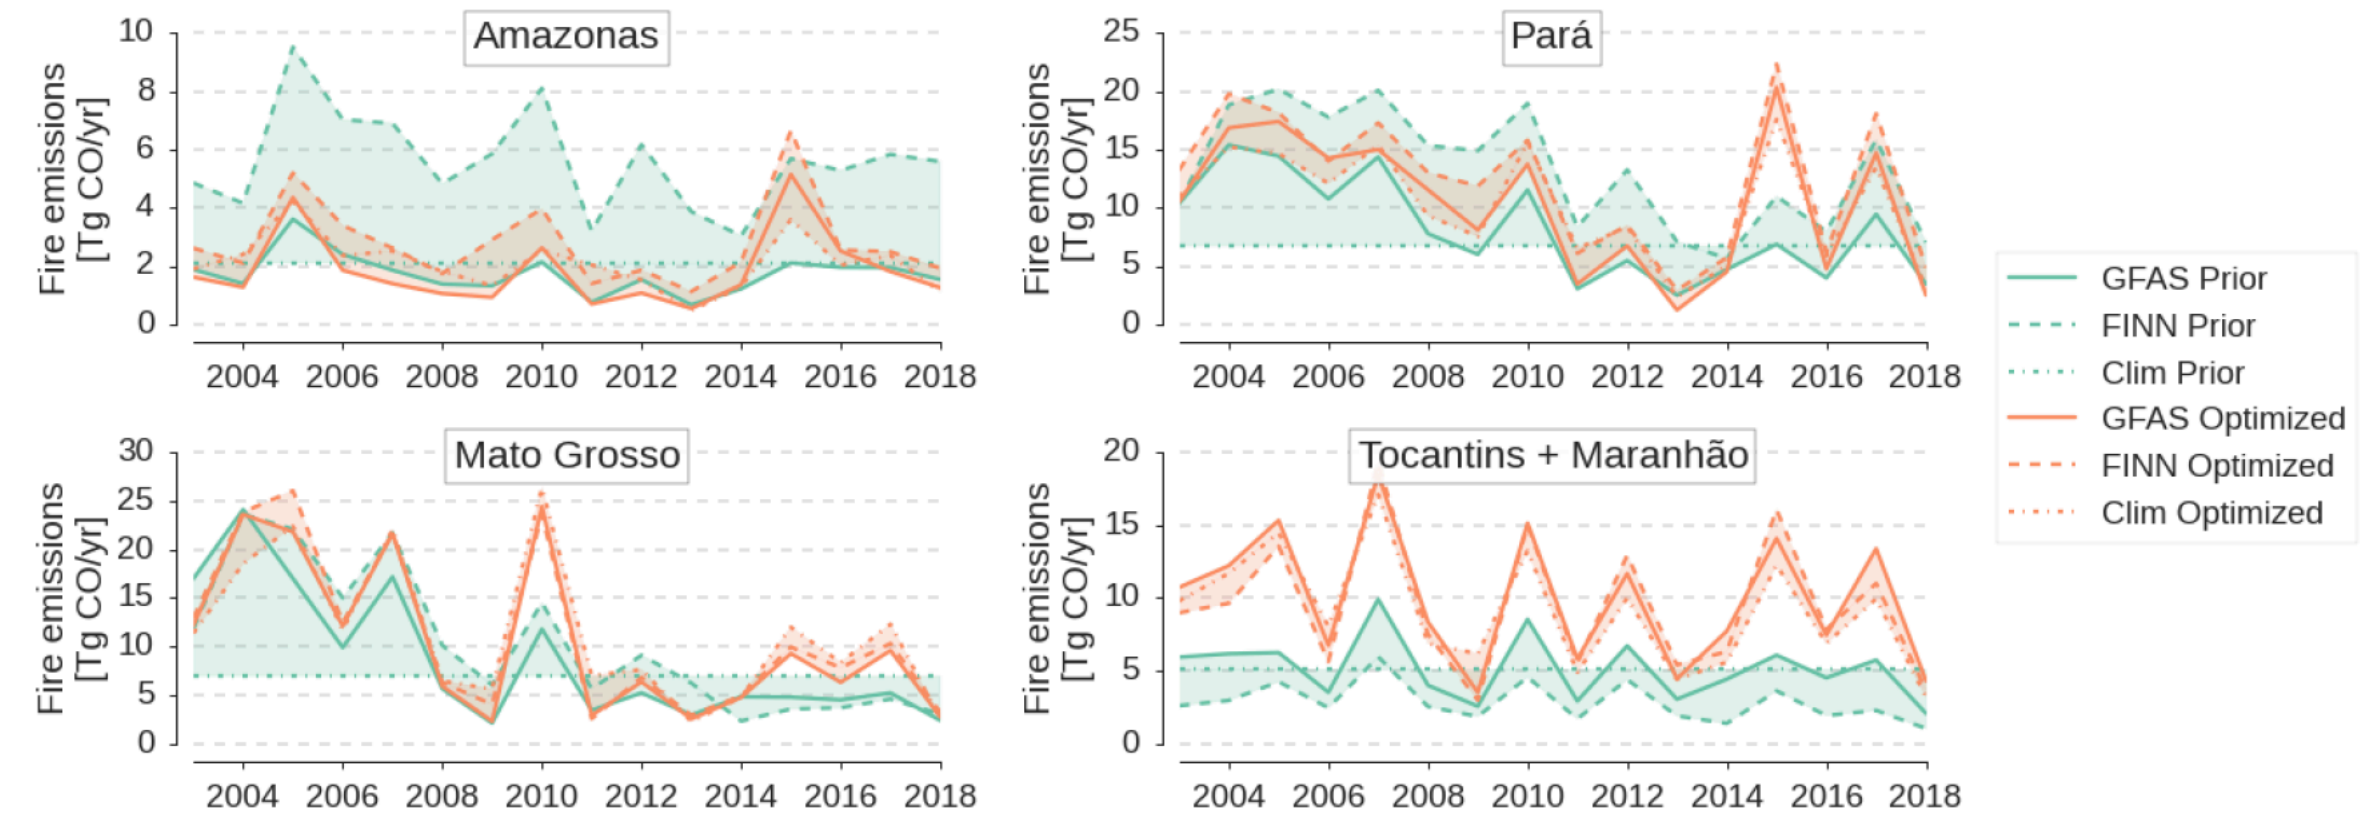 Amazonas
Fire emissions
[Tg CO/yr]
10
8
6
4
2
0
2004 2006 2008 2010 2012 2014 2016 2018
Pará
Fire emissions
[Tg CO/yr]
25
20
15
10
5
0
2004 2006 2008 2010 2012 2014 2016 2018
Mato Grosso
Fire emissions
[Tg CO/yr]
30
25
20
15
10
5
0
2004 2006 2008 2010 2012 2014 2016 2018
Tocantins + Maranhão
Fire emissions
[Tg CO/yr]
20
15
10
5
0
2004 2006 2008 2010 2012 2014 2016 2018
GFAS Prior
FINN Prior
Clim Prior
GFAS Optimized
FINN Optimized
Clim Optimized